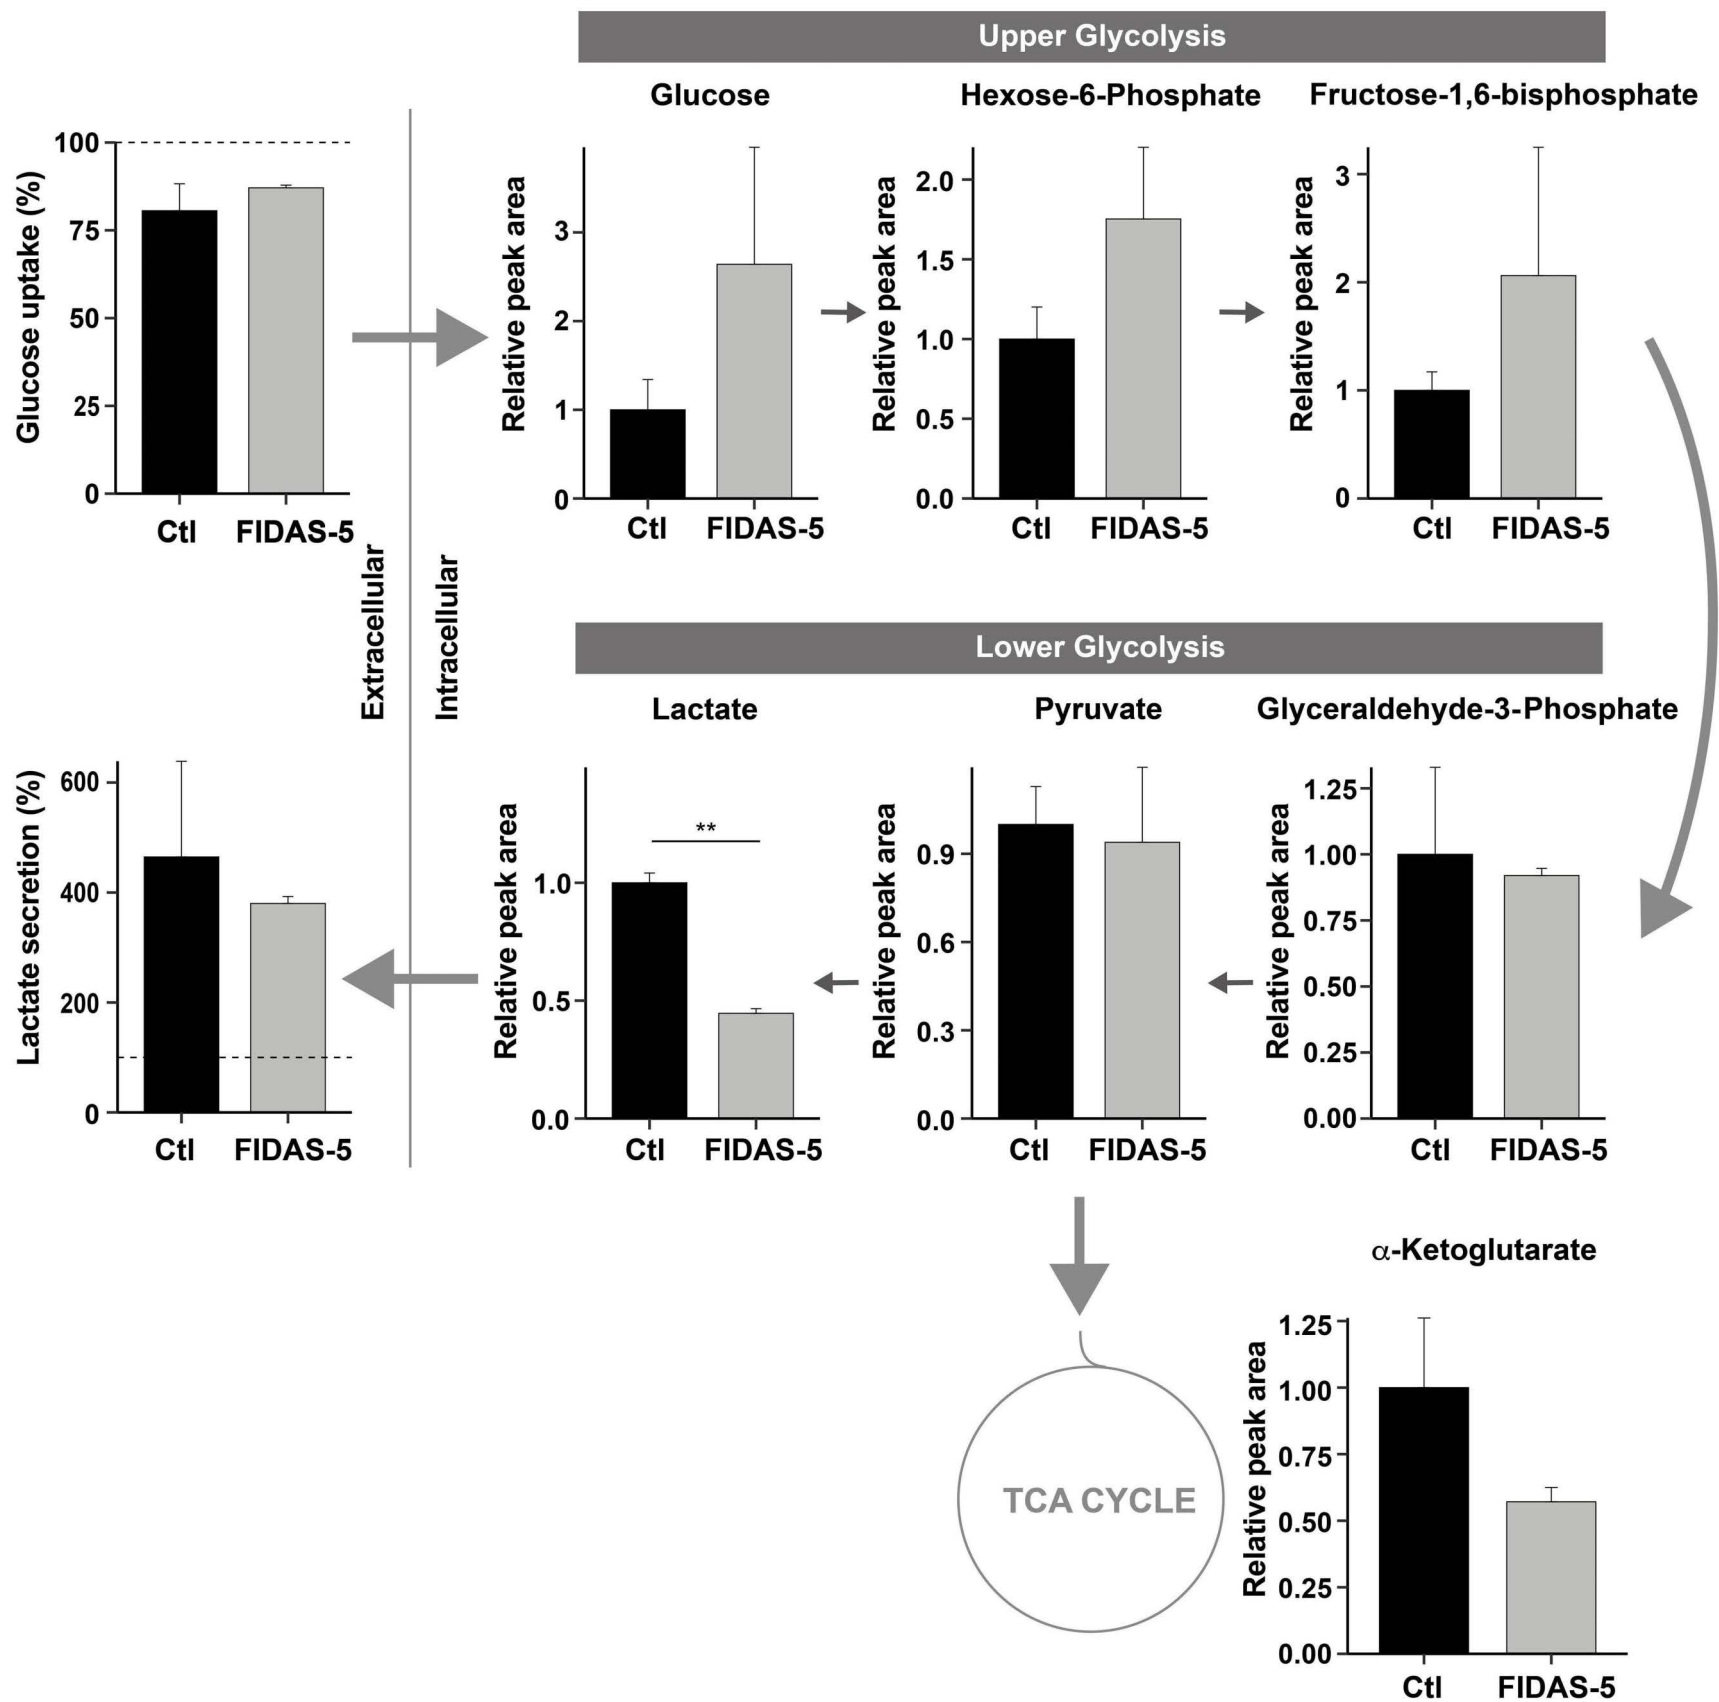 Upper Glycolysis
Glucose
Hexose-6-Phosphate
Fructose-1,6-bisphosphate
Glucose uptake (%)
100
75
50
25
0
Ctl FIDAS-5
Relative peak area
3
2
1
0
Ctl FIDAS-5
Relative peak area
2.0
1.5
1.0
0.5
0.0
Ctl FIDAS-5
Relative peak area
3
2
1
0
Ctl FIDAS-5
Extracellular
Intracellular
Lower Glycolysis
Lactate
Pyruvate
Glyceraldehyde-3-Phosphate
Lactate secretion (%)
600
400
200
0
Ctl FIDAS-5
Relative peak area
**
1.0
0.5
0.0
Ctl FIDAS-5
Relative peak area
0.9
0.6
0.3
0.0
Ctl FIDAS-5
Relative peak area
1.25
1.00
0.75
0.50
0.25
0.00
Ctl FIDAS-5
TCA CYCLE
α-Ketoglutarate
Relative peak area
1.25
1.00
0.75
0.50
0.25
0.00
Ctl FIDAS-5